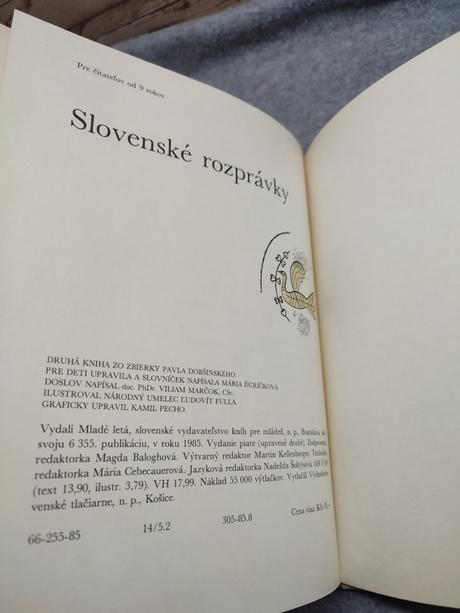 Pre čitateľov od 9 rokov
Slovenské rozprávky
DRUHÁ KNIHA ZO ZBIERKY PAVLA DOBŠINSKÉHO.
PRE DETI UPRAVILA A SLOVNÍČEK NAPÍSALA MÁRIA ĎURÍČKOVÁ.
DOSLOV NAPÍSAL doc. PhDr. VILIAM MARČOK, CSc.
ILUSTROVAL NÁRODNÝ UMELEC ĽUDOVÍT FULLA.
GRAFICKY UPRAVIL KAMIL PECHO.
Vydali Mladé letá, slovenské vydavateľstvo kníh pre mládež, n. p., Bratislava, ako
svoju 6 355. publikáciu, v roku 1985. Vydanie piate (upravené druhé). Zodpovedná
redaktorka Magda Baloghová. Výtvarný redaktor Martin Kellenberger. Technická
redaktorka Mária Cebecauerová. Jazyková redaktorka Nadežda Šoltýsová. AH
(text 13,90, ilustr. 3,79). VH 17,99. Náklad 55 000 výtlačkov. Vytlačili Východoslo-
venské tlačiarne, n. p., Košice.
66-255-85 14/5.2 305-85.8 Cena viaz. Kčs